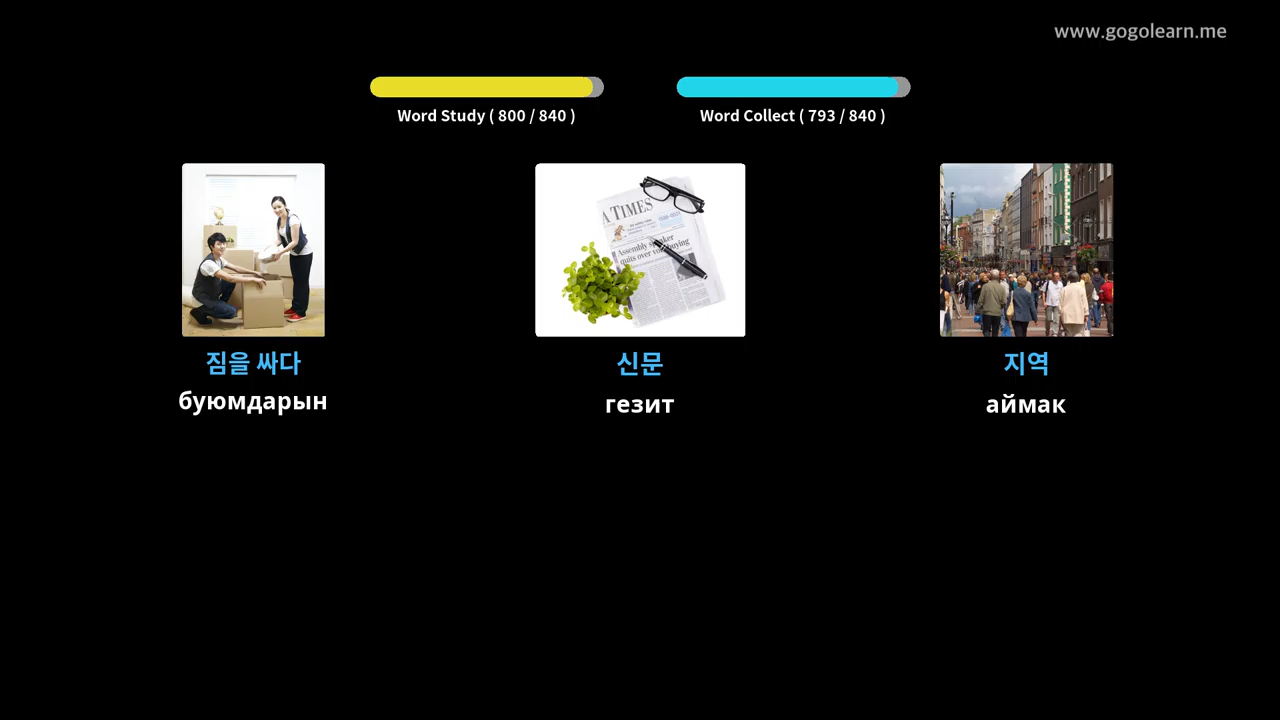 www.gogolearn.me
Word Study ( 800 / 840 )
Word Collect ( 793 / 840 )
A TIMES
짐을 싸다
신문
지역
буюмдарын
гезит
аймак